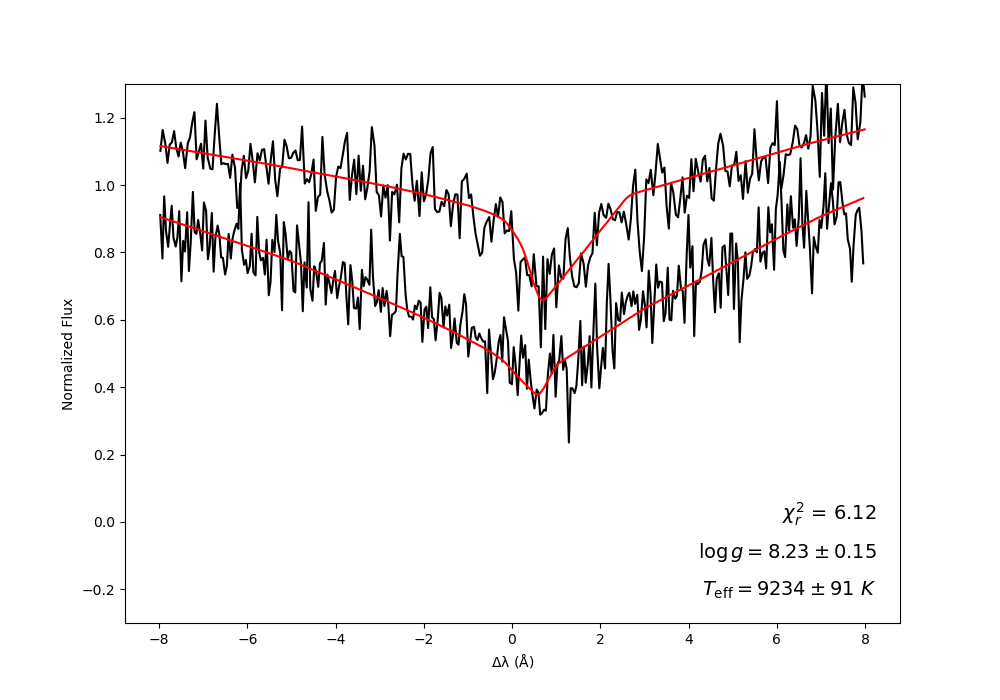 1.2
1.0
0.8
0.6
0.4
0.2
0.0
−0.2
Normalized Flux
χ²ᵣ = 6.12
log g = 8.23 ± 0.15
T_eff = 9234 ± 91 K
−8 −6 −4 −2 0 2 4 6 8
Δλ (Å)